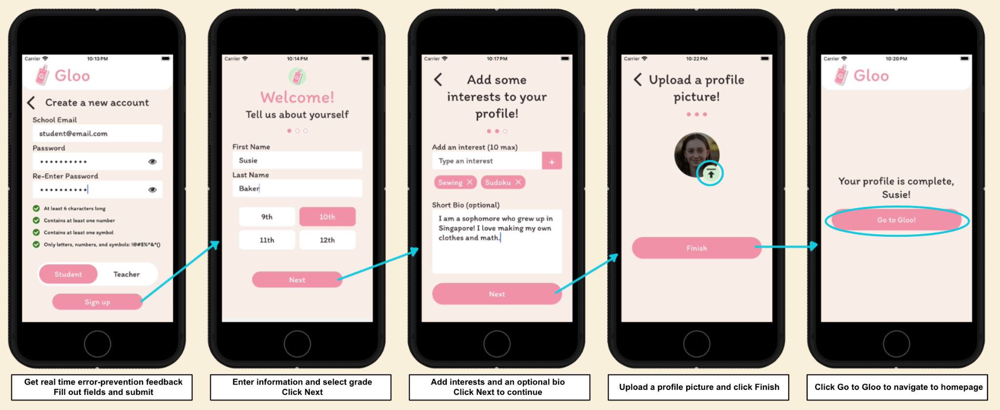 Carrier 10:13 PM
G Gloo
Create a new account
School Email
student@email.com
Password
••••••••••
Re-Enter Password
••••••••••
At least 6 characters long
Contains at least one number
Contains at least one symbol
Only letters, numbers, and symbols: !@#$%^&*()
Student Teacher
Sign up
Get real time error-prevention feedback
Fill out fields and submit
Carrier 10:14 PM
G
Welcome!
Tell us about yourself
First Name
Susie
Last Name
Baker
9th 10th
11th 12th
Next
Enter information and select grade
Click Next
Carrier 10:17 PM
Add some
interests to your
profile!
Add an interest (10 max)
Type an interest +
Sewing × Sudoku ×
Short Bio (optional)
I am a sophomore who grew up in
Singapore! I love making my own
clothes and math.
Next
Add interests and an optional bio
Click Next to continue
Carrier 10:22 PM
Upload a profile
picture!
Finish
Upload a profile picture and click Finish
Carrier 10:20 PM
G Gloo
Your profile is complete,
Susie!
Go to Gloo!
Click Go to Gloo to navigate to homepage